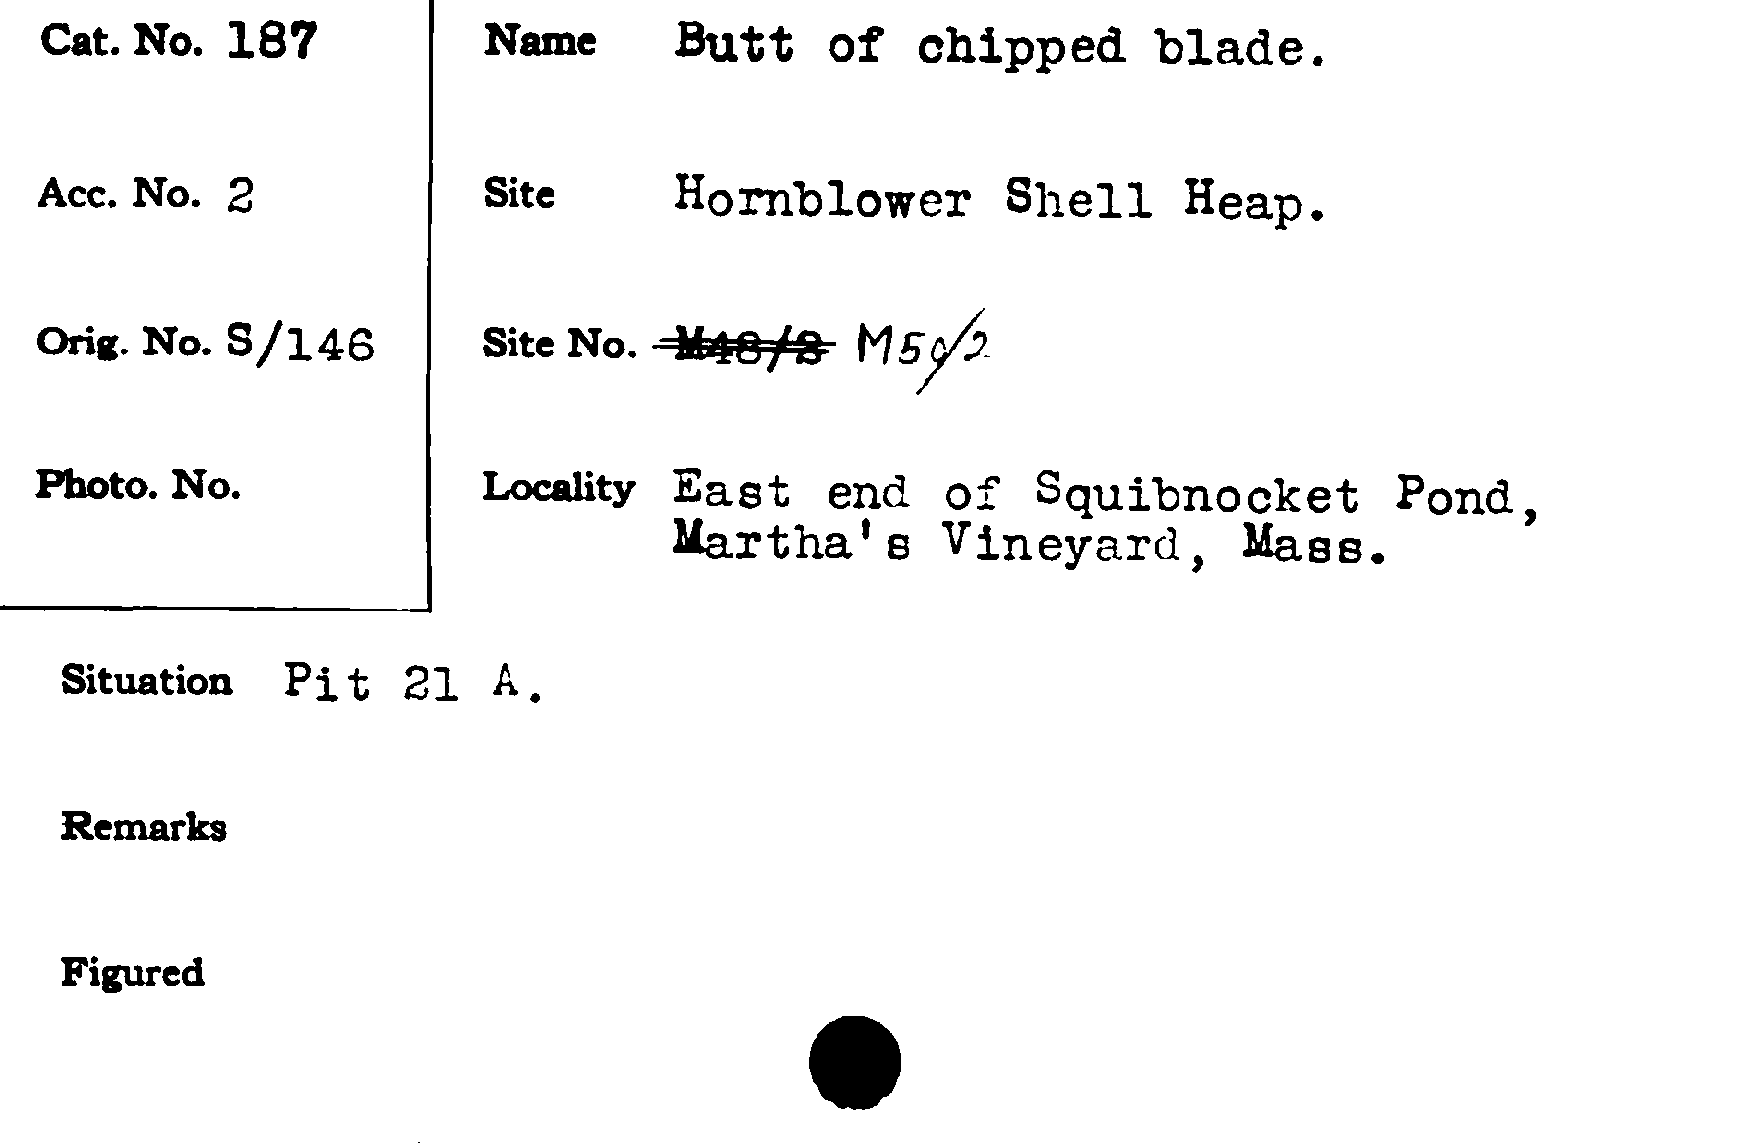 Cat. No. 187
Name Butt of chipped blade.
Acc. No. 2
Site Hornblower Shell Heap.
Orig. No. S/146
Site No. M48/2 M50/2
Photo. No.
Locality East end of Squibnocket Pond,
Martha's Vineyard, Mass.
Situation Pit 21 A.
Remarks
Figured